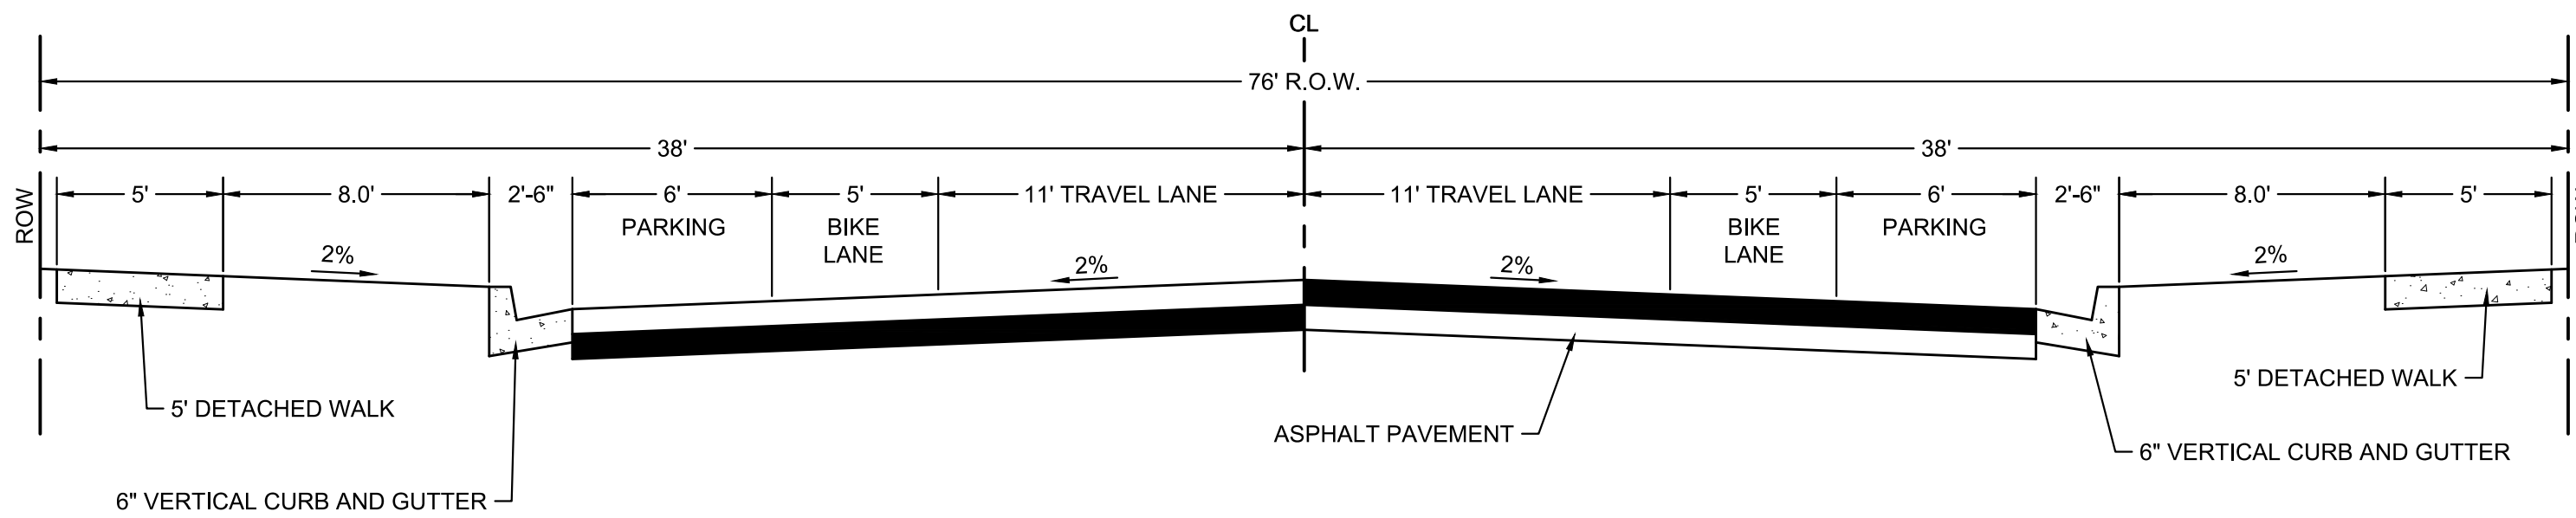 CL
76' R.O.W.
38' 38'
ROW 5' 8.0' 2'-6" 6' 5' 11' TRAVEL LANE 11' TRAVEL LANE 5' 6' 2'-6" 8.0' 5'
PARKING BIKE BIKE PARKING
LANE LANE
2% 2% 2% 2%
5' DETACHED WALK 5' DETACHED WALK
ASPHALT PAVEMENT
6" VERTICAL CURB AND GUTTER
6" VERTICAL CURB AND GUTTER